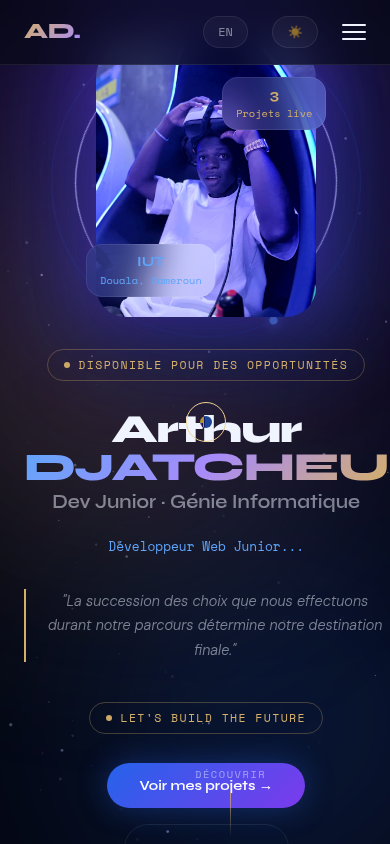 AD.
EN
3
Projets live
IUT
Douala, Cameroun
DISPONIBLE POUR DES OPPORTUNITÉS
Arthur
DJATCHEU
Dev Junior · Génie Informatique
Développeur Web Junior...
"La succession des choix que nous effectuons
durant notre parcours détermine notre destination
finale."
LET'S BUILD THE FUTURE
DÉCOUVRIR
Voir mes projets →